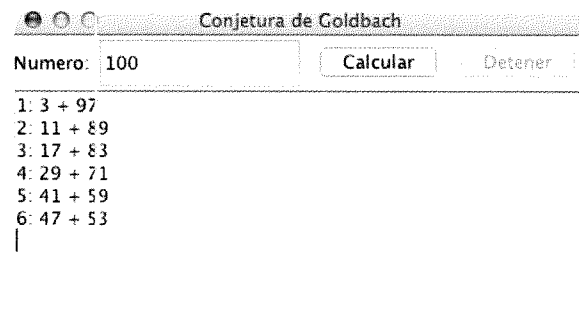 Conjetura de Goldbach
Numero: 100 Calcular Detener
1: 3 + 97
2: 11 + 89
3: 17 + 83
4: 29 + 71
5: 41 + 59
6: 47 + 53